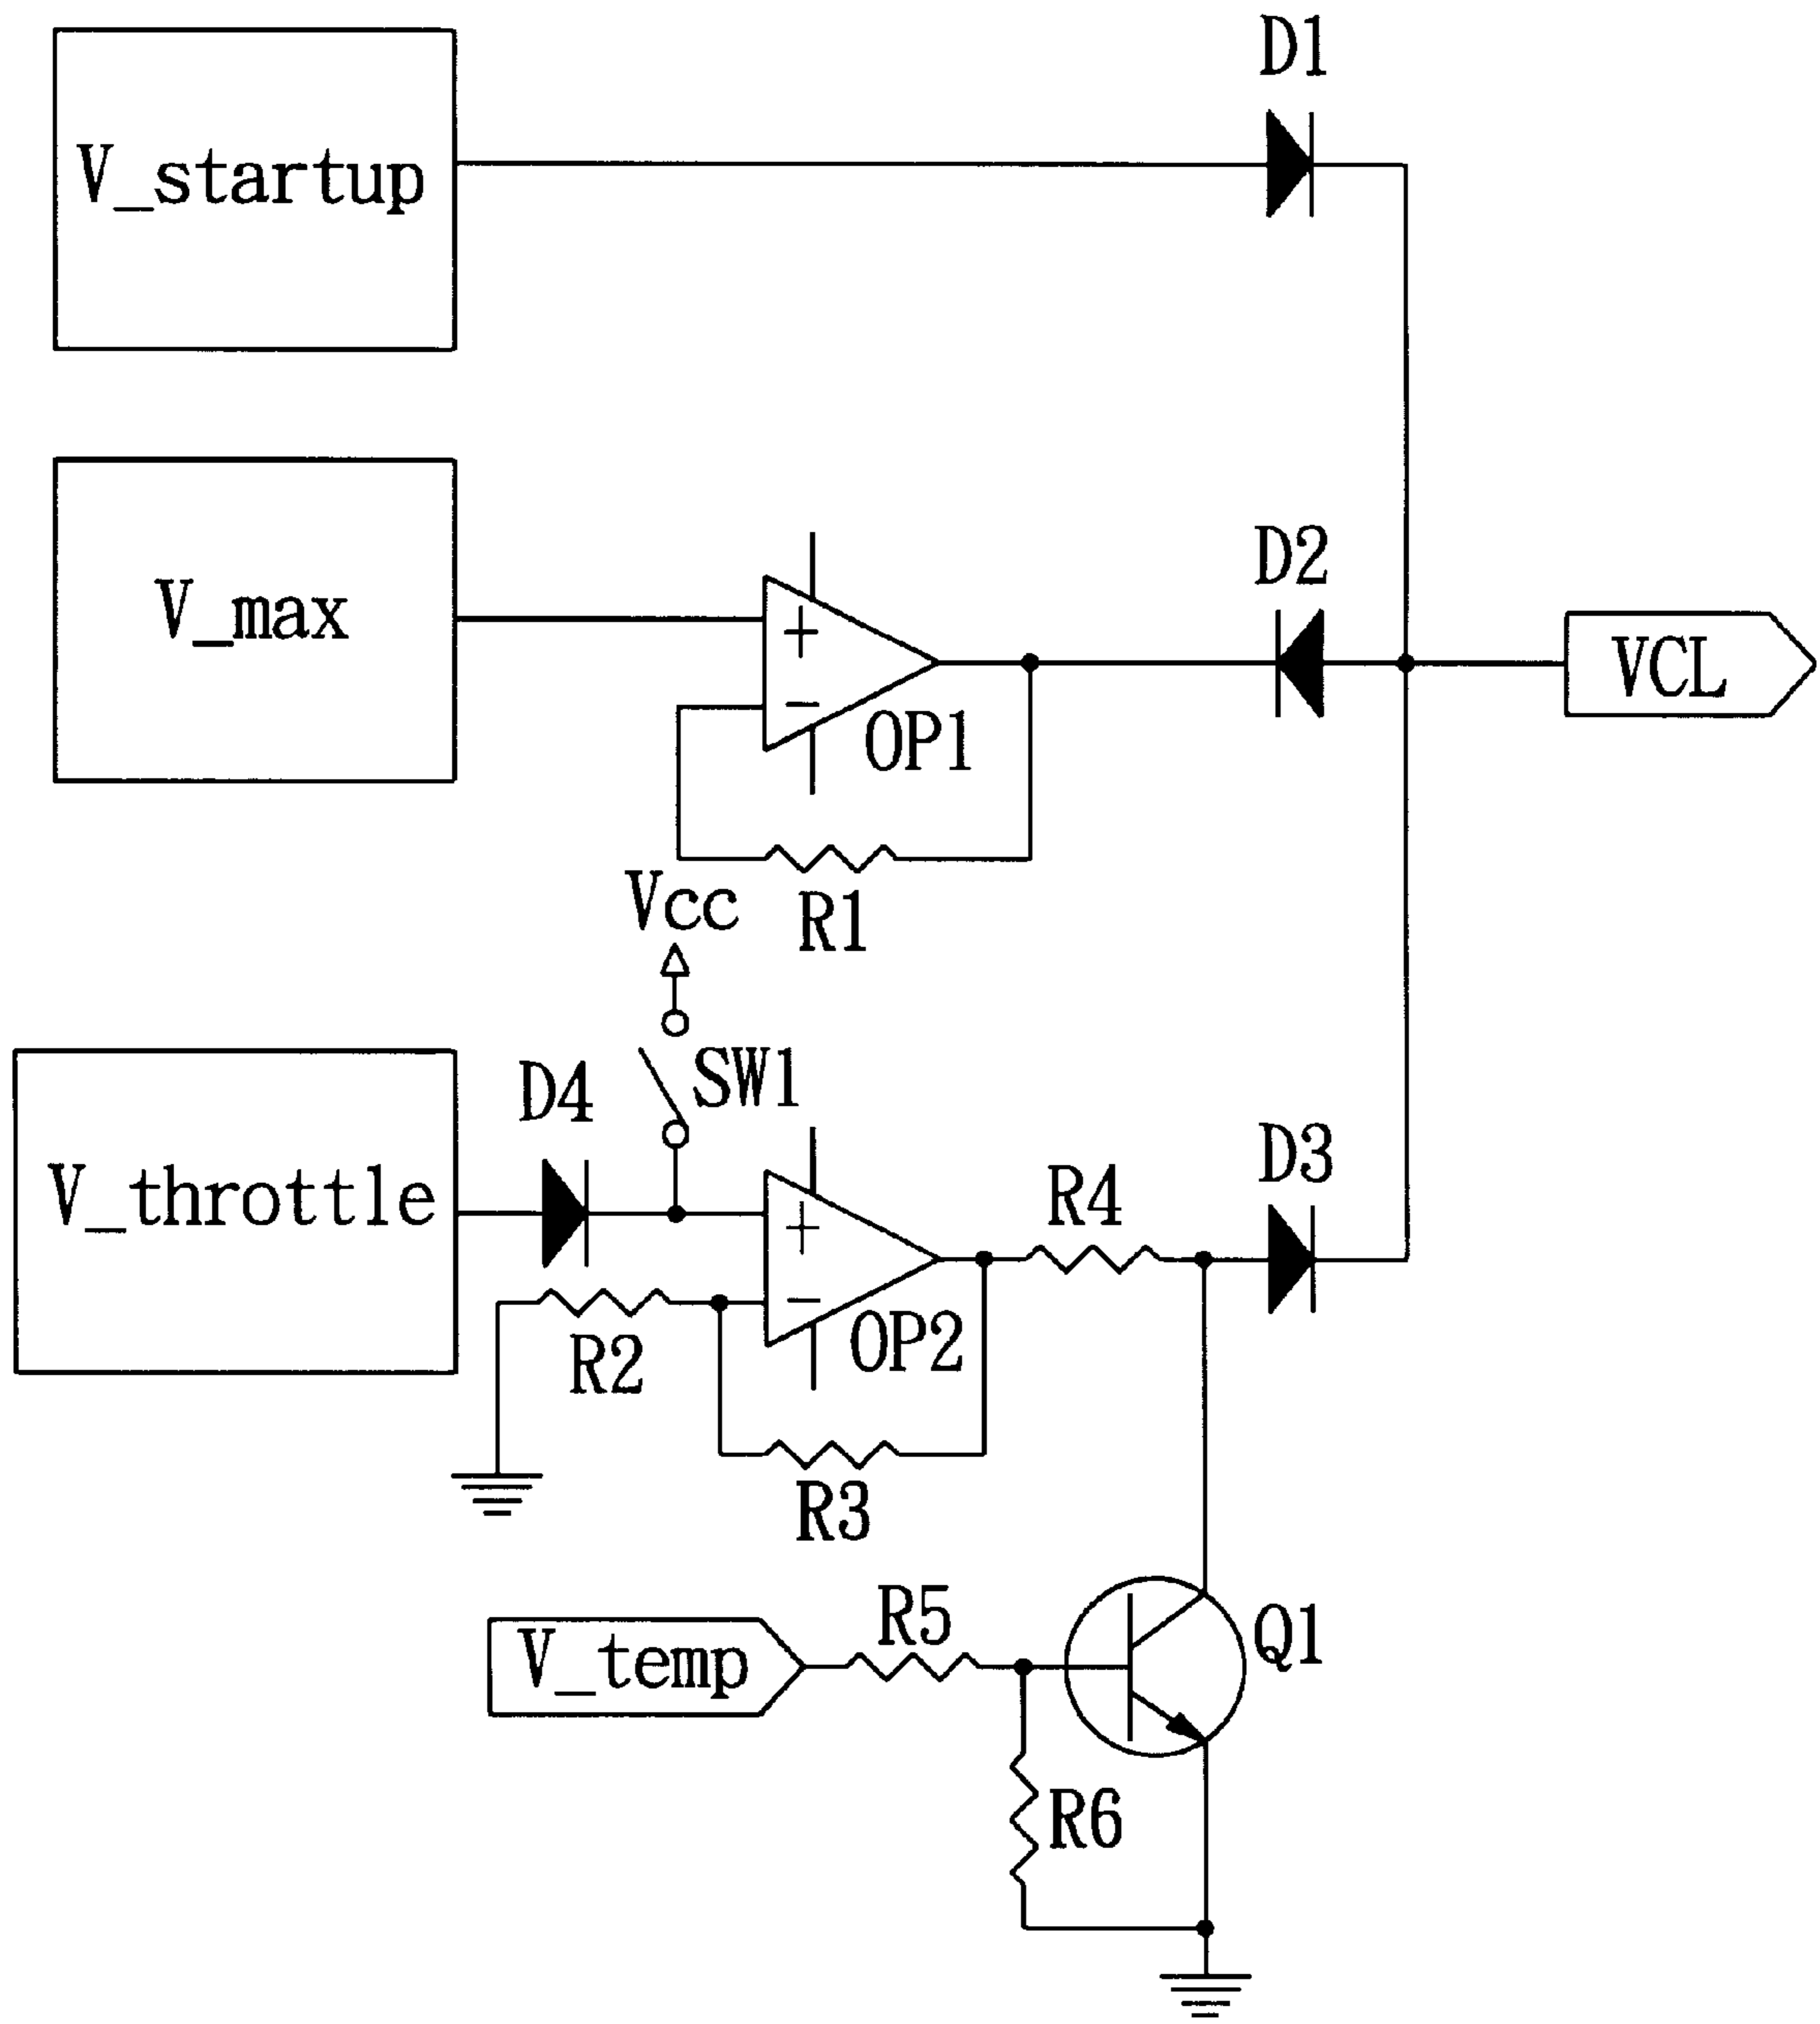 D1
V_startup
D2
V_max
+
−
OP1
VCL
R1
Vcc
SW1
D4
V_throttle
D3
R4
+
−
OP2
R2
R3
R5
V_temp
Q1
R6